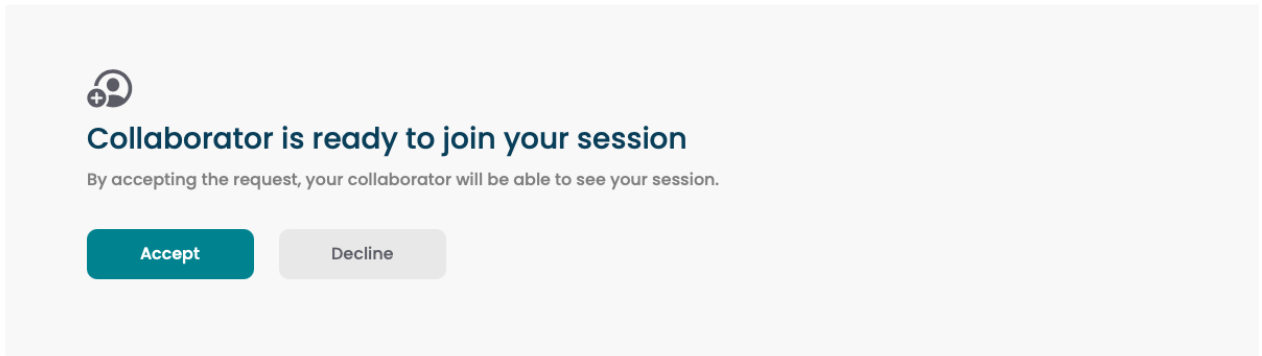 Collaborator is ready to join your session
By accepting the request, your collaborator will be able to see your session.
Accept
Decline